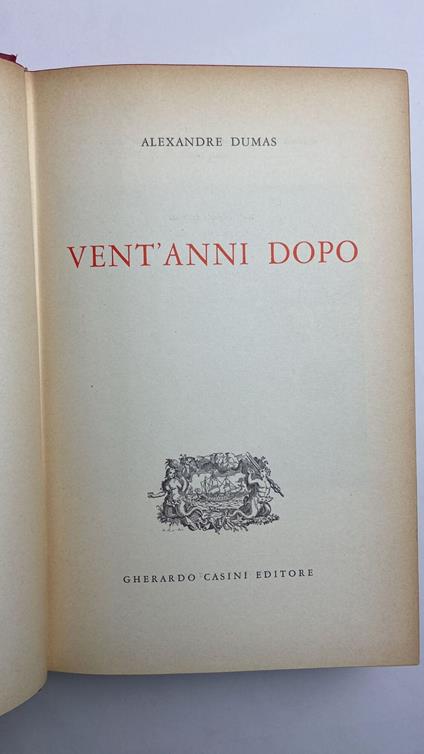 ALEXANDRE DUMAS
VENT'ANNI DOPO
GHERARDO CASINI EDITORE